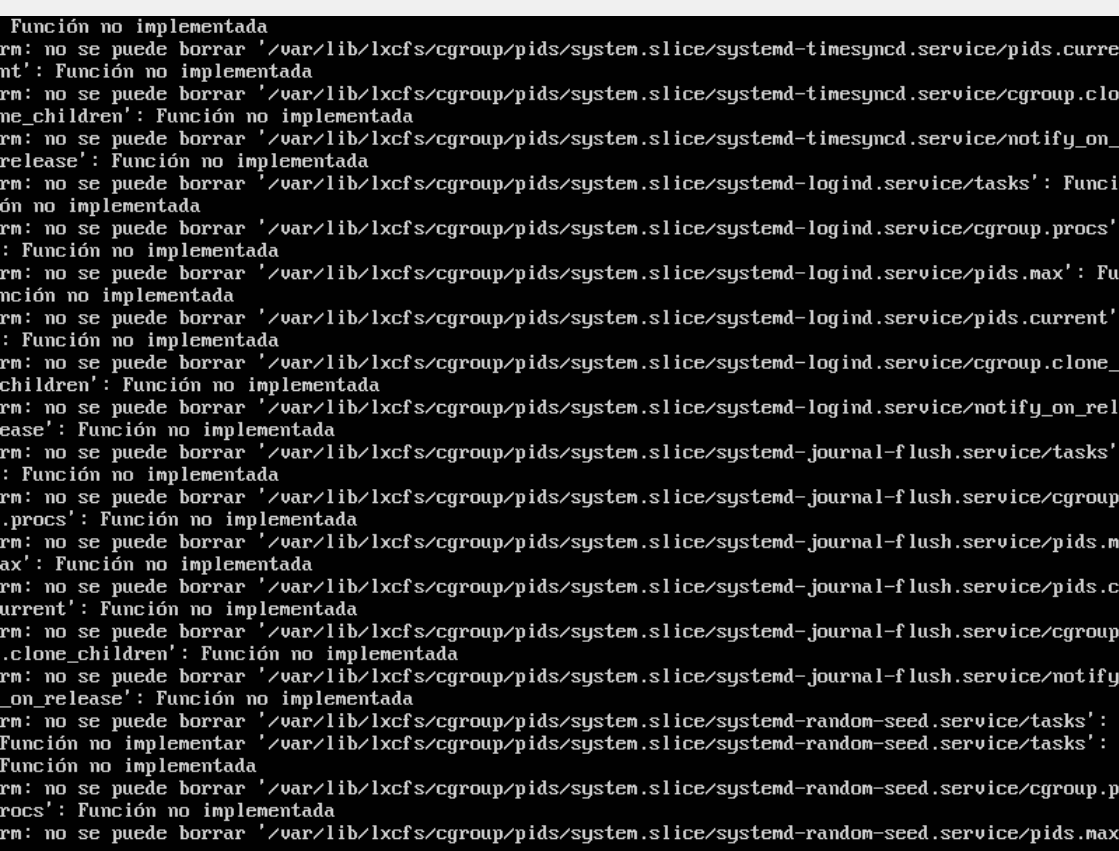 Función no implementada
rm: no se puede borrar '/var/lib/lxcfs/cgroup/pids/system.slice/systemd-timesyncd.service/pids.curre
nt': Función no implementada
rm: no se puede borrar '/var/lib/lxcfs/cgroup/pids/system.slice/systemd-timesyncd.service/cgroup.clo
ne_children': Función no implementada
rm: no se puede borrar '/var/lib/lxcfs/cgroup/pids/system.slice/systemd-timesyncd.service/notify_on_
release': Función no implementada
rm: no se puede borrar '/var/lib/lxcfs/cgroup/pids/system.slice/systemd-logind.service/tasks': Funci
ón no implementada
rm: no se puede borrar '/var/lib/lxcfs/cgroup/pids/system.slice/systemd-logind.service/cgroup.procs'
: Función no implementada
rm: no se puede borrar '/var/lib/lxcfs/cgroup/pids/system.slice/systemd-logind.service/pids.max': Fu
nción no implementada
rm: no se puede borrar '/var/lib/lxcfs/cgroup/pids/system.slice/systemd-logind.service/pids.current'
: Función no implementada
rm: no se puede borrar '/var/lib/lxcfs/cgroup/pids/system.slice/systemd-logind.service/cgroup.clone_
children': Función no implementada
rm: no se puede borrar '/var/lib/lxcfs/cgroup/pids/system.slice/systemd-logind.service/notify_on_rel
ease': Función no implementada
rm: no se puede borrar '/var/lib/lxcfs/cgroup/pids/system.slice/systemd-journal-flush.service/tasks'
: Función no implementada
rm: no se puede borrar '/var/lib/lxcfs/cgroup/pids/system.slice/systemd-journal-flush.service/cgroup
.procs': Función no implementada
rm: no se puede borrar '/var/lib/lxcfs/cgroup/pids/system.slice/systemd-journal-flush.service/pids.m
ax': Función no implementada
rm: no se puede borrar '/var/lib/lxcfs/cgroup/pids/system.slice/systemd-journal-flush.service/pids.c
urrent': Función no implementada
rm: no se puede borrar '/var/lib/lxcfs/cgroup/pids/system.slice/systemd-journal-flush.service/cgroup
.clone_children': Función no implementada
rm: no se puede borrar '/var/lib/lxcfs/cgroup/pids/system.slice/systemd-journal-flush.service/notify
_on_release': Función no implementada
rm: no se puede borrar '/var/lib/lxcfs/cgroup/pids/system.slice/systemd-random-seed.service/tasks':
Función no implementar '/var/lib/lxcfs/cgroup/pids/system.slice/systemd-random-seed.service/tasks':
Función no implementada
rm: no se puede borrar '/var/lib/lxcfs/cgroup/pids/system.slice/systemd-random-seed.service/cgroup.p
rocs': Función no implementada
rm: no se puede borrar '/var/lib/lxcfs/cgroup/pids/system.slice/systemd-random-seed.service/pids.max